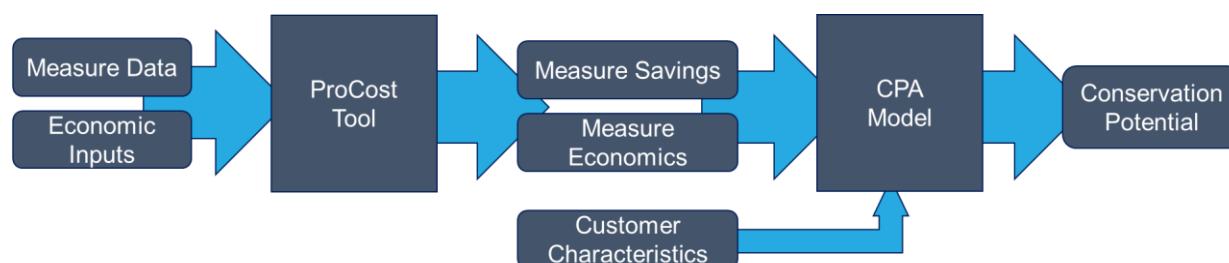 Measure Data
Economic
Inputs
ProCost
Tool
Measure Savings
Measure
Economics
Customer
Characteristics
CPA
Model
Conservation
Potential